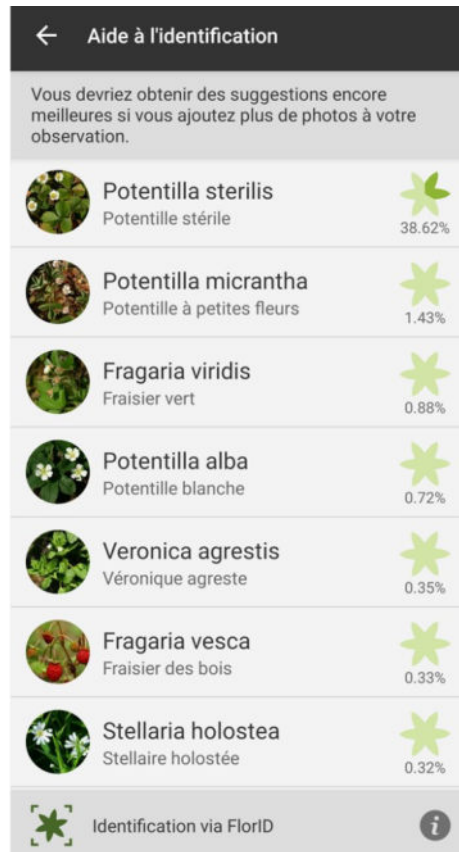 Aide à l'identification
Vous devriez obtenir des suggestions encore
meilleures si vous ajoutez plus de photos à votre
observation.
Potentilla sterilis
Potentille stérile
38.62%
Potentilla micrantha
Potentille à petites fleurs
1.43%
Fragaria viridis
Fraisier vert
0.88%
Potentilla alba
Potentille blanche
0.72%
Veronica agrestis
Véronique agreste
0.35%
Fragaria vesca
Fraisier des bois
0.33%
Stellaria holostea
Stellaire holostée
0.32%
Identification via FlorID
i